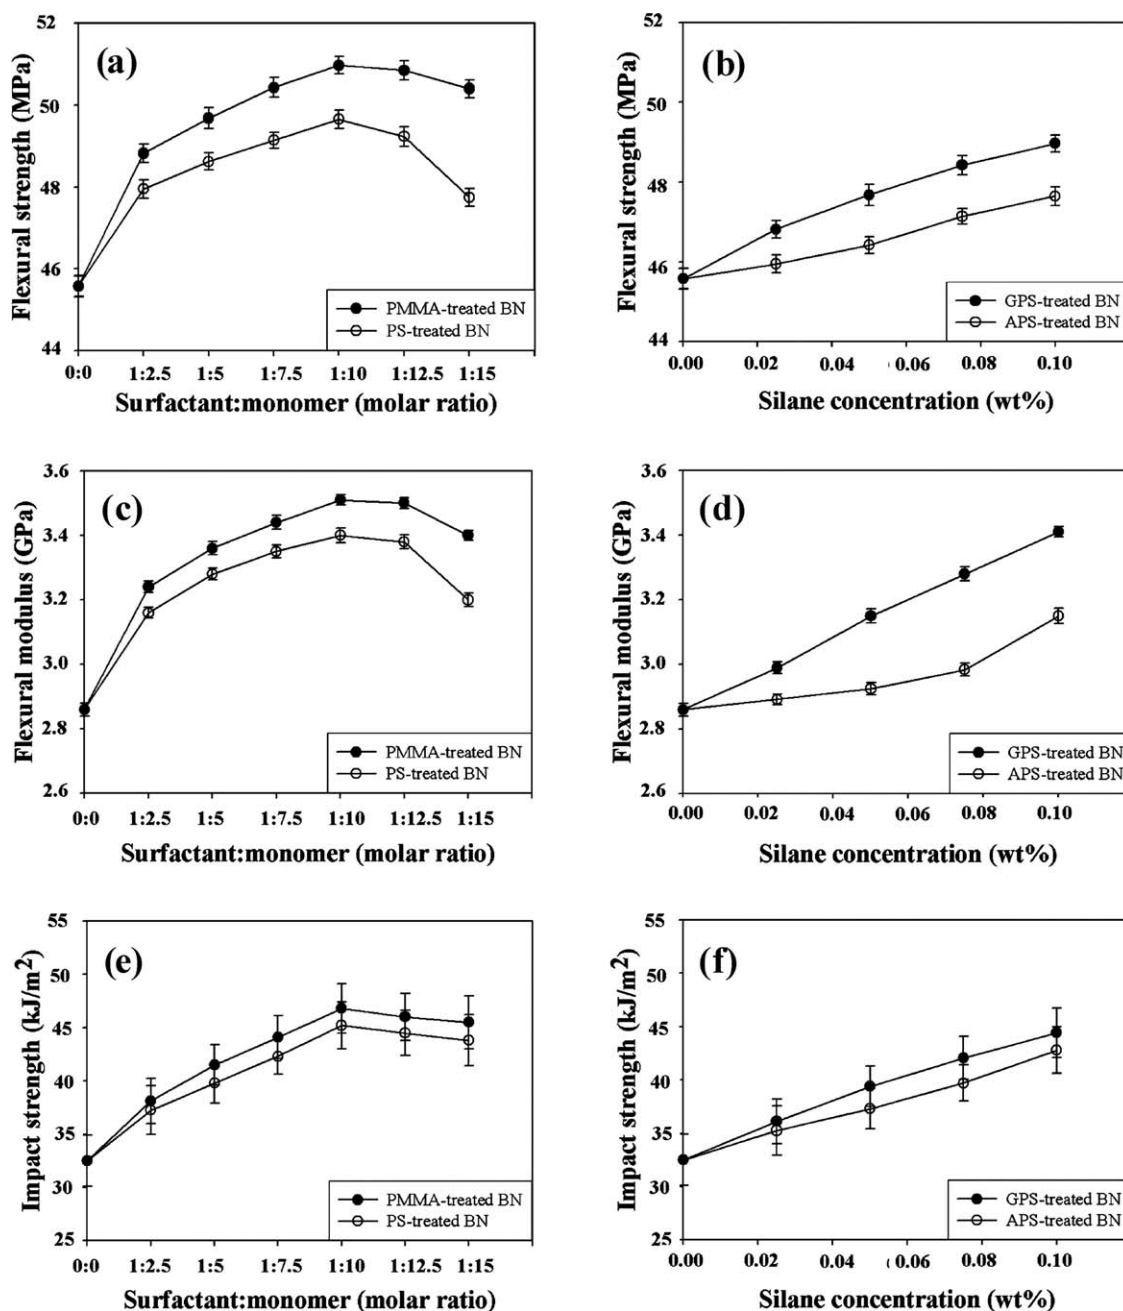 (a)
Flexural strength (MPa)
52
50
48
46
44
PMMA-treated BN
PS-treated BN
0:0 1:2.5 1:5 1:7.5 1:10 1:12.5 1:15
Surfactant:monomer (molar ratio)
(b)
Flexural strength (MPa)
52
50
48
46
44
GPS-treated BN
APS-treated BN
0.00 0.02 0.04 0.06 0.08 0.10
Silane concentration (wt%)
(c)
Flexural modulus (GPa)
3.6
3.4
3.2
3.0
2.8
2.6
PMMA-treated BN
PS-treated BN
0:0 1:2.5 1:5 1:7.5 1:10 1:12.5 1:15
Surfactant:monomer (molar ratio)
(d)
Flexural modulus (GPa)
3.6
3.4
3.2
3.0
2.8
2.6
GPS-treated BN
APS-treated BN
0.00 0.02 0.04 0.06 0.08 0.10
Silane concentration (wt%)
(e)
Impact strength (kJ/m²)
55
50
45
40
35
30
25
PMMA-treated BN
PS-treated BN
0:0 1:2.5 1:5 1:7.5 1:10 1:12.5 1:15
Surfactant:monomer (molar ratio)
(f)
Impact strength (kJ/m²)
55
50
45
40
35
30
25
GPS-treated BN
APS-treated BN
0.00 0.02 0.04 0.06 0.08 0.10
Silane concentration (wt%)